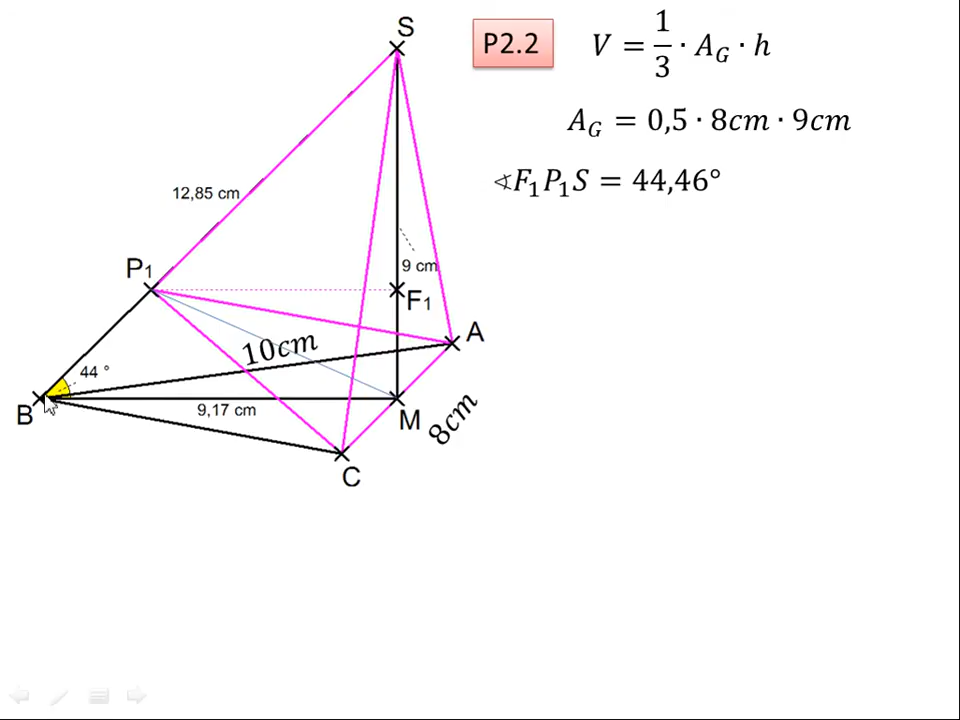 S
P2.2
V = 1/3 · A_G · h
A_G = 0,5 · 8cm · 9cm
∢F₁P₁S = 44,46°
12,85 cm
P1
9 cm
F1
A
10cm
44 °
B
9,17 cm
M
8cm
C